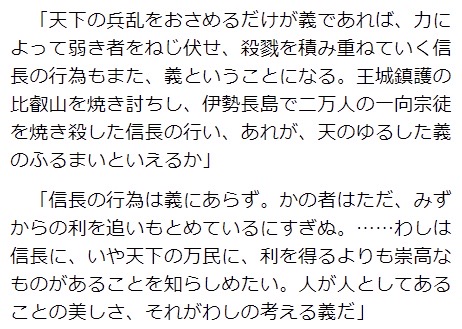 「天下の兵乱をおさめるだけが義であれば、力に
よって弱き者をねじ伏せ、殺戮を積み重ねていく信
長の行為もまた、義ということになる。王城鎮護の
比叡山を焼き討ちし、伊勢長島で二万人の一向宗徒
を焼き殺した信長の行い、あれが、天のゆるした義
のふるまいといえるか」
「信長の行為は義にあらず。かの者はただ、みず
からの利を追いもとめているにすぎぬ。……わしは
信長に、いや天下の万民に、利を得るよりも崇高な
ものがあることを知らしめたい。人が人としてある
ことの美しさ、それがわしの考える義だ」